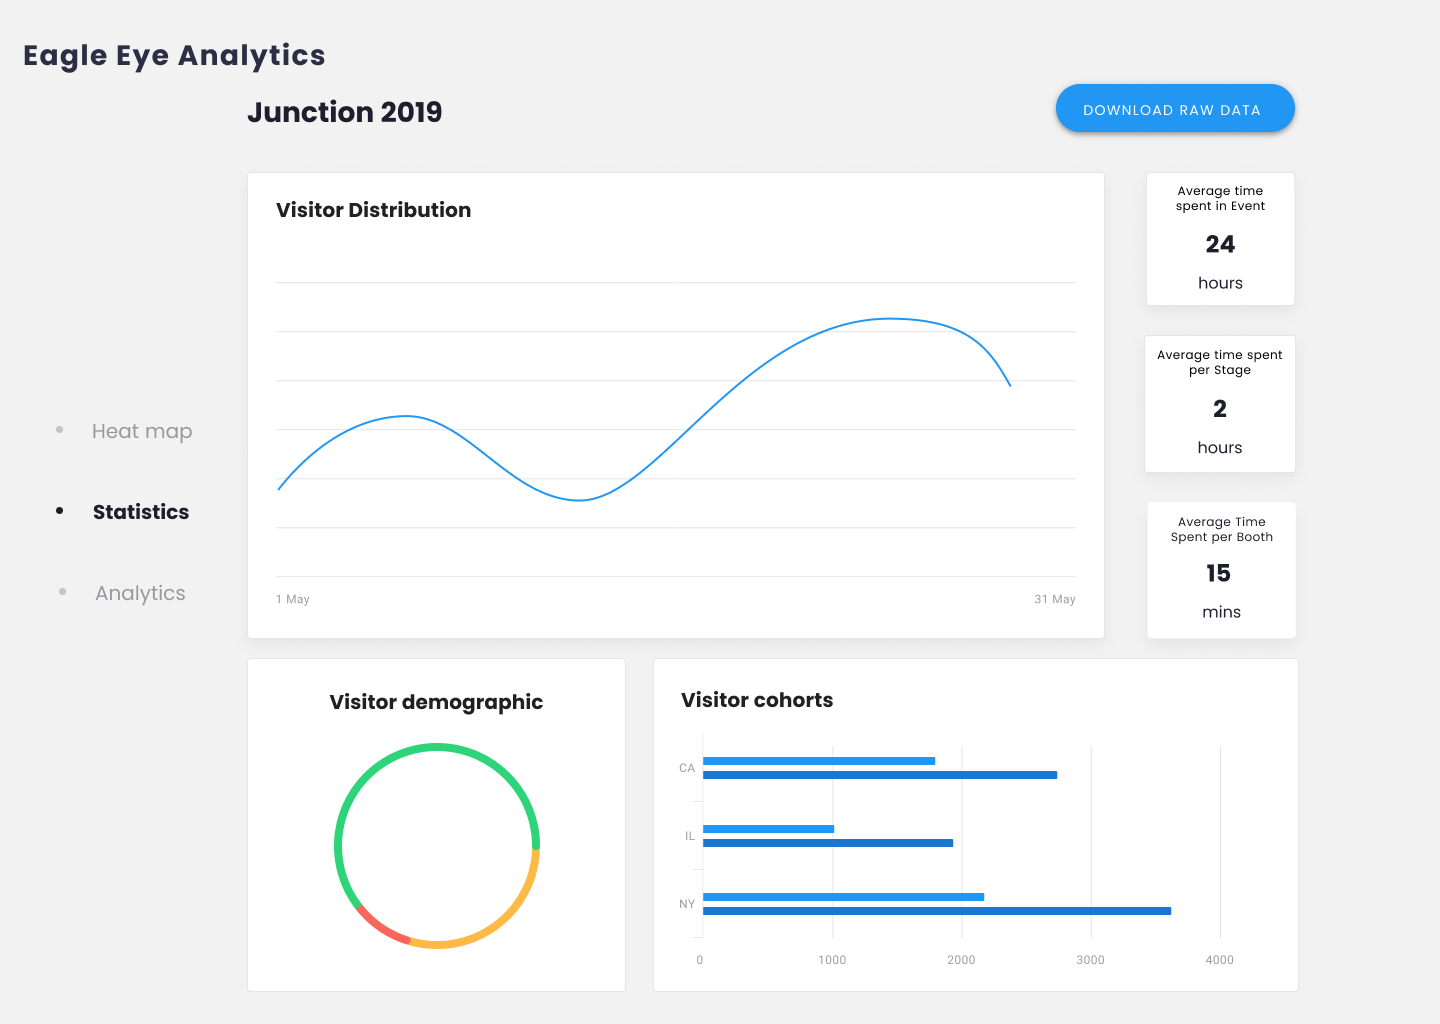 Eagle Eye Analytics
Junction 2019
DOWNLOAD RAW DATA
Heat map
Statistics
Analytics
Visitor Distribution
1 May
31 May
Average time
spent in Event
24
hours
Average time spent
per Stage
2
hours
Average Time
Spent per Booth
15
mins
Visitor demographic
Visitor cohorts
CA
IL
NY
0 1000 2000 3000 4000